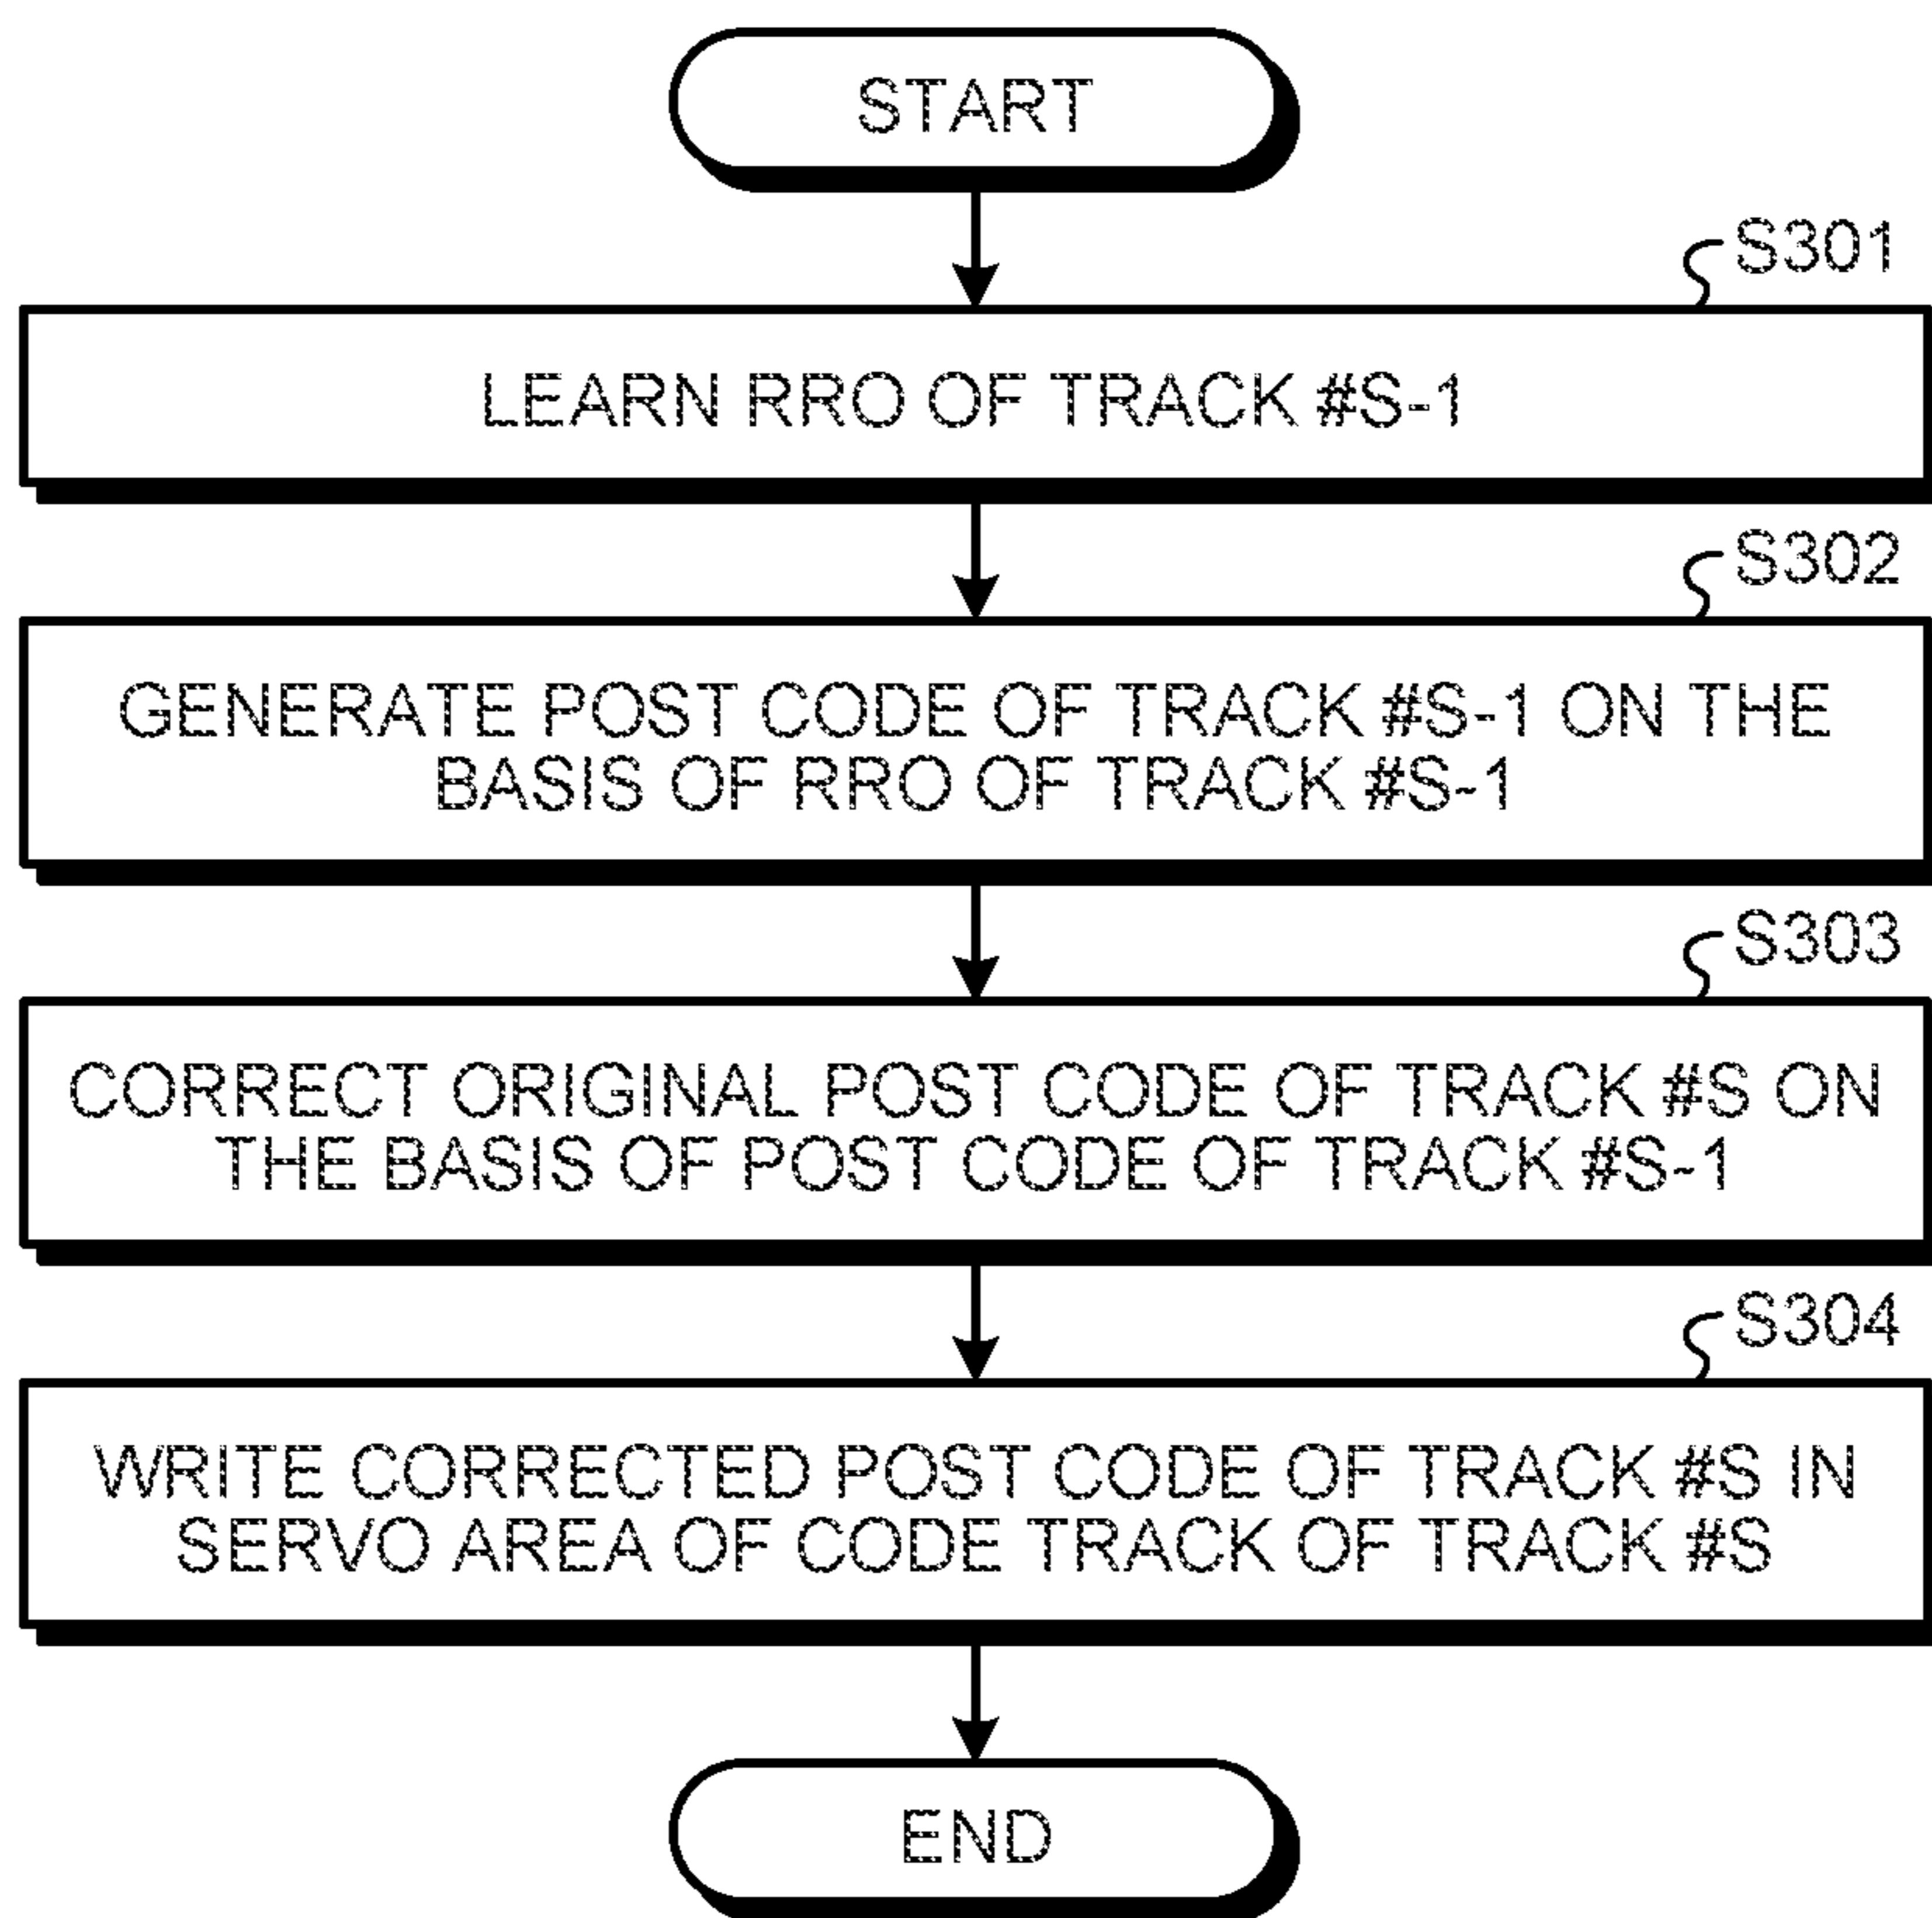 START
S301
LEARN RRO OF TRACK #S-1
S302
GENERATE POST CODE OF TRACK #S-1 ON THE
BASIS OF RRO OF TRACK #S-1
S303
CORRECT ORIGINAL POST CODE OF TRACK #S ON
THE BASIS OF POST CODE OF TRACK #S-1
S304
WRITE CORRECTED POST CODE OF TRACK #S IN
SERVO AREA OF CODE TRACK OF TRACK #S
END